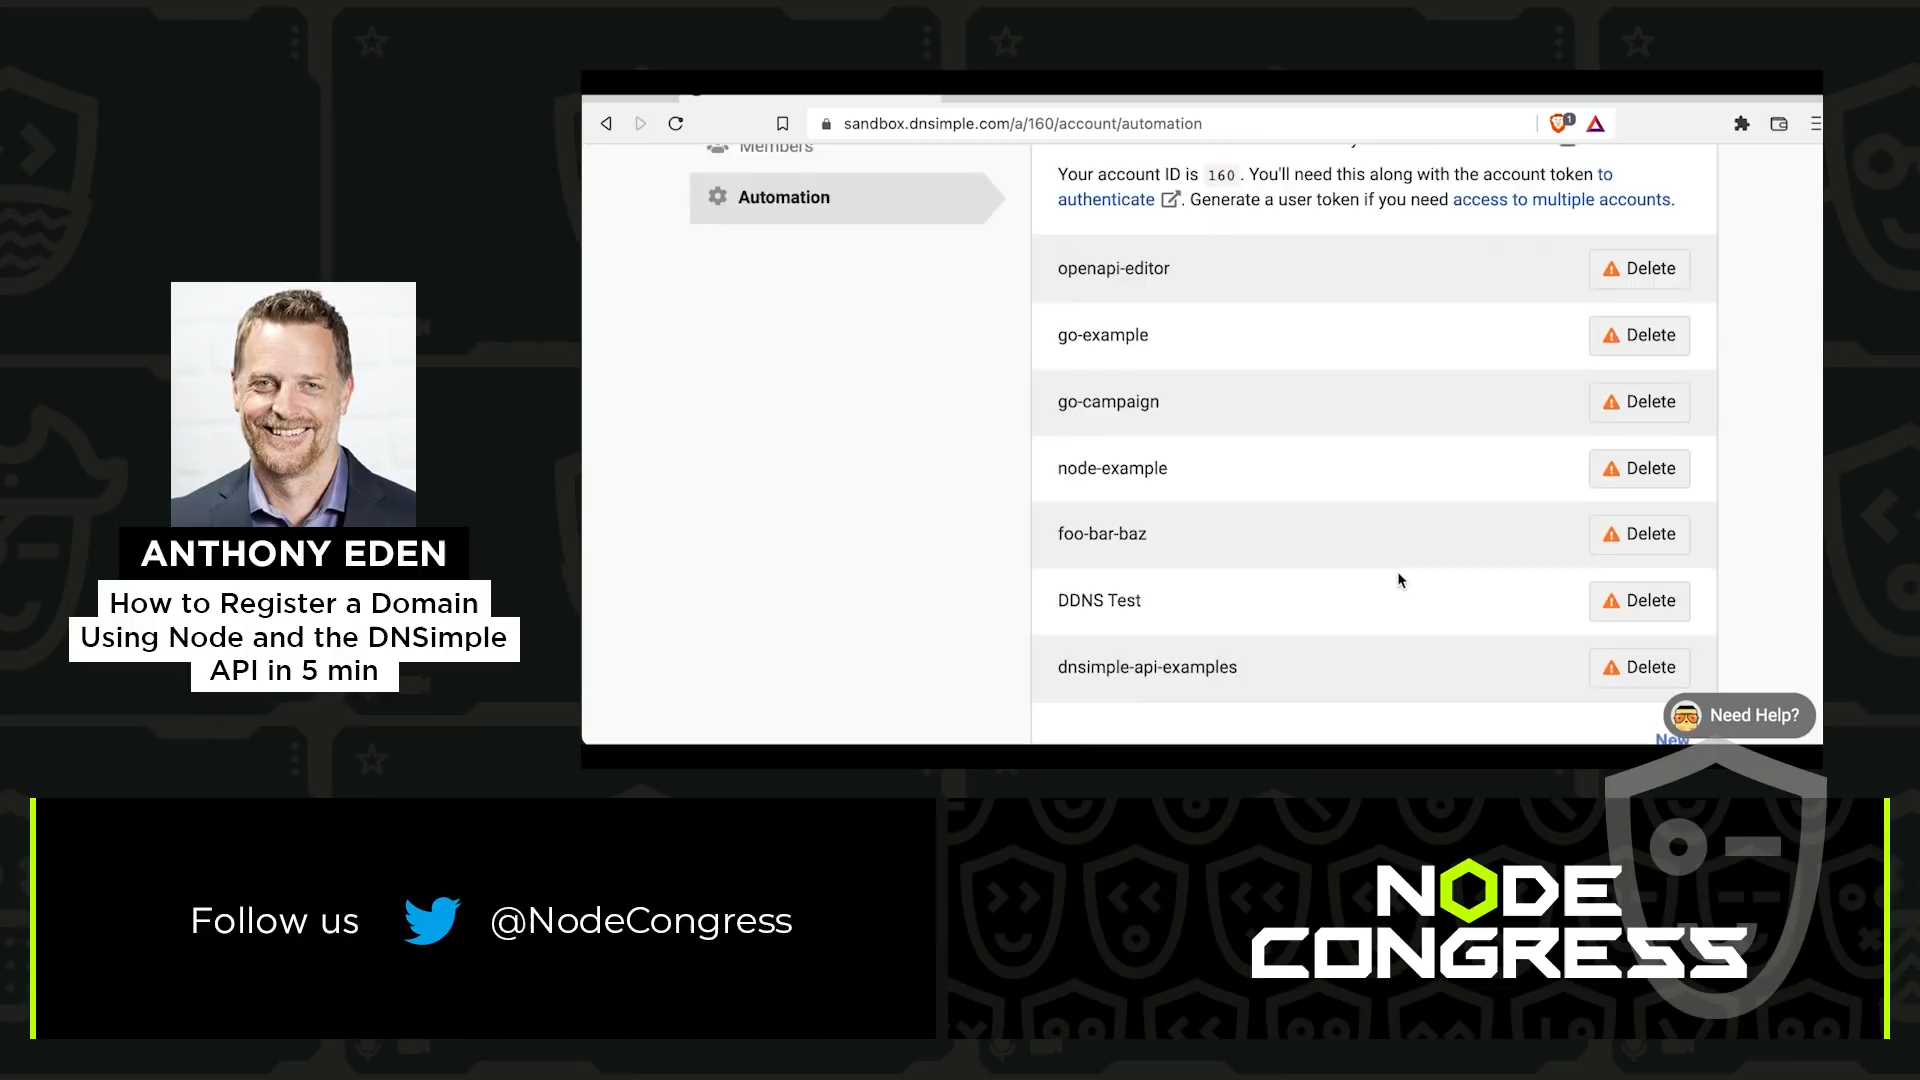 sandbox.dnsimple.com/a/160/account/automation
1
Members
Automation
Your account ID is 160 . You'll need this along with the account token to
authenticate . Generate a user token if you need access to multiple accounts.
openapi-editor
Delete
go-example
Delete
go-campaign
Delete
node-example
Delete
foo-bar-baz
Delete
DDNS Test
Delete
dnsimple-api-examples
Delete
Need Help?
New
ANTHONY EDEN
How to Register a Domain
Using Node and the DNSimple
API in 5 min
Follow us @NodeCongress
NODE
CONGRESS